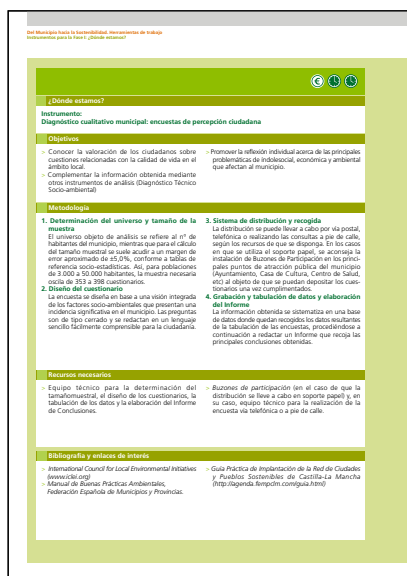 Del Municipio hacia la Sostenibilidad. Herramientas de trabajo.
Instrumentos para la Fase I: ¿Dónde estamos?
€
¿Dónde estamos?
Instrumento:
Diagnóstico cualitativo municipal: encuestas de percepción ciudadana
Objetivos
> Conocer la valoración de los ciudadanos sobre
cuestiones relacionadas con la calidad de vida en el
ámbito local.
> Complementar la información obtenida mediante
otros instrumentos de análisis (Diagnóstico Técnico
Socio-ambiental)
> Promover la reflexión individual acerca de las principales
problemáticas de índolesocial, económica y ambiental
que afectan al municipio.
Metodología
1. Determinación del universo y tamaño de la
muestra
El universo objeto de análisis se refiere al nº de
habitantes del municipio, mientras que para el cálculo
del tamaño muestral se suele acudir a un margen de
error aproximado de ±5,0%, conforme a tablas de
referencia socio-estadísticas. Así, para poblaciones
de 3.000 a 50.000 habitantes, la muestra necesaria
oscila de 353 a 398 cuestionarios.
2. Diseño del cuestionario
La encuesta se diseña en base a una visión integrada
de los factores socio-ambientales que presentan una
incidencia significativa en el municipio. Las preguntas
son de tipo cerrado y se redactan en un lenguaje
sencillo fácilmente comprensible para la ciudadanía.
3. Sistema de distribución y recogida
La distribución se puede llevar a cabo por vía postal,
telefónica o realizando las consultas a pie de calle,
según los recursos de que se disponga. En los casos
en que se utiliza el soporte papel, se aconseja la
instalación de Buzones de Participación en los princi-
pales puntos de atracción pública del municipio
(Ayuntamiento, Casa de Cultura, Centro de Salud,
etc) al objeto de que se puedan depositar los cues-
tionarios una vez cumplimentados.
4. Grabación y tabulación de datos y elaboración
del Informe
La información obtenida se sistematiza en una base
de datos donde quedan recogidos los datos resultantes
de la tabulación de las encuestas, procediéndose a
continuación a redactar un Informe que recoja las
principales conclusiones obtenidas.
Recursos necesarios
> Equipo técnico para la determinación del
tamañomuestral, el diseño de los cuestionarios, la
tabulación de los datos y la elaboración del Informe
de Conclusiones.
> Buzones de participación (en el caso de que la
distribución se lleve a cabo en soporte papel) y, en
su caso, equipo técnico para la realización de la
encuesta vía telefónica o a pie de calle.
Bibliografía y enlaces de interés
> International Council for Local Environmental Initiatives
(www.iclei.org)
> Manual de Buenas Prácticas Ambientales,
Federación Española de Municipios y Provincias.
> Guía Práctica de Implantación de la Red de Ciudades
y Pueblos Sostenibles de Castilla-La Mancha
(http://agenda.fempclm.com/guia.html)